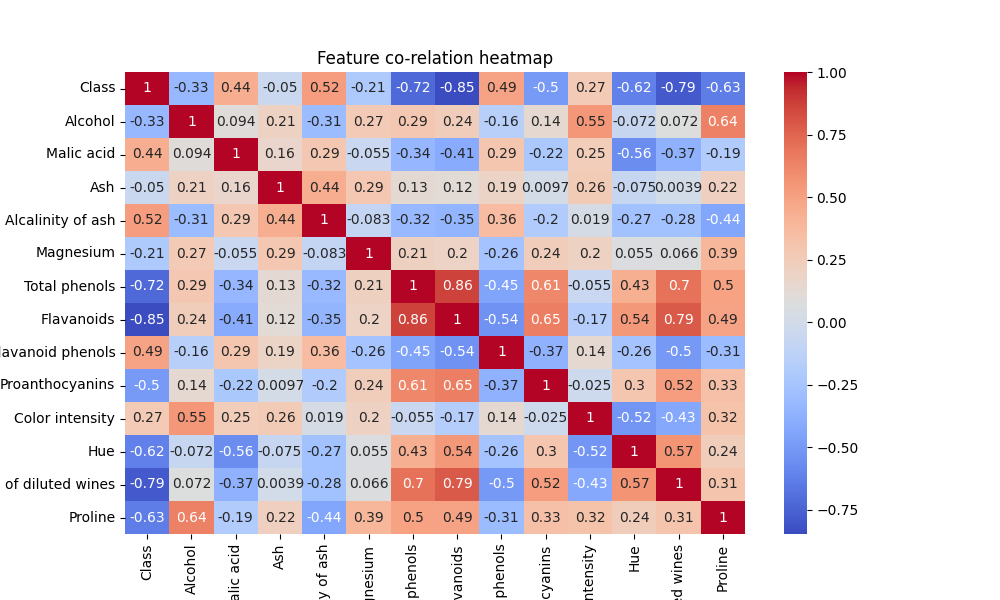 Feature co-relation heatmap
Class 1 -0.33 0.44 -0.05 0.52 -0.21 -0.72 -0.85 0.49 -0.5 0.27 -0.62 -0.79 -0.63
Alcohol -0.33 1 0.094 0.21 -0.31 0.27 0.29 0.24 -0.16 0.14 0.55 -0.072 0.072 0.64
Malic acid 0.44 0.094 1 0.16 0.29 -0.055 -0.34 -0.41 0.29 -0.22 0.25 -0.56 -0.37 -0.19
Ash -0.05 0.21 0.16 1 0.44 0.29 0.13 0.12 0.19 0.0097 0.26 -0.075 0.0039 0.22
Alcalinity of ash 0.52 -0.31 0.29 0.44 1 -0.083 -0.32 -0.35 0.36 -0.2 0.019 -0.27 -0.28 -0.44
Magnesium -0.21 0.27 -0.055 0.29 -0.083 1 0.21 0.2 -0.26 0.24 0.2 0.055 0.066 0.39
Total phenols -0.72 0.29 -0.34 0.13 -0.32 0.21 1 0.86 -0.45 0.61 -0.055 0.43 0.7 0.5
Flavanoids -0.85 0.24 -0.41 0.12 -0.35 0.2 0.86 1 -0.54 0.65 -0.17 0.54 0.79 0.49
lavanoid phenols 0.49 -0.16 0.29 0.19 0.36 -0.26 -0.45 -0.54 1 -0.37 0.14 -0.26 -0.5 -0.31
Proanthocyanins -0.5 0.14 -0.22 0.0097 -0.2 0.24 0.61 0.65 -0.37 1 -0.025 0.3 0.52 0.33
Color intensity 0.27 0.55 0.25 0.26 0.019 0.2 -0.055 -0.17 0.14 -0.025 1 -0.52 -0.43 0.32
Hue -0.62 -0.072 -0.56 -0.075 -0.27 0.055 0.43 0.54 -0.26 0.3 -0.52 1 0.57 0.24
of diluted wines -0.79 0.072 -0.37 0.0039 -0.28 0.066 0.7 0.79 -0.5 0.52 -0.43 0.57 1 0.31
Proline -0.63 0.64 -0.19 0.22 -0.44 0.39 0.5 0.49 -0.31 0.33 0.32 0.24 0.31 1
Class
Alcohol
alic acid
Ash
y of ash
gnesium
phenols
vanoids
phenols
cyanins
ntensity
Hue
ed wines
Proline
1.00
0.75
0.50
0.25
0.00
−0.25
−0.50
−0.75